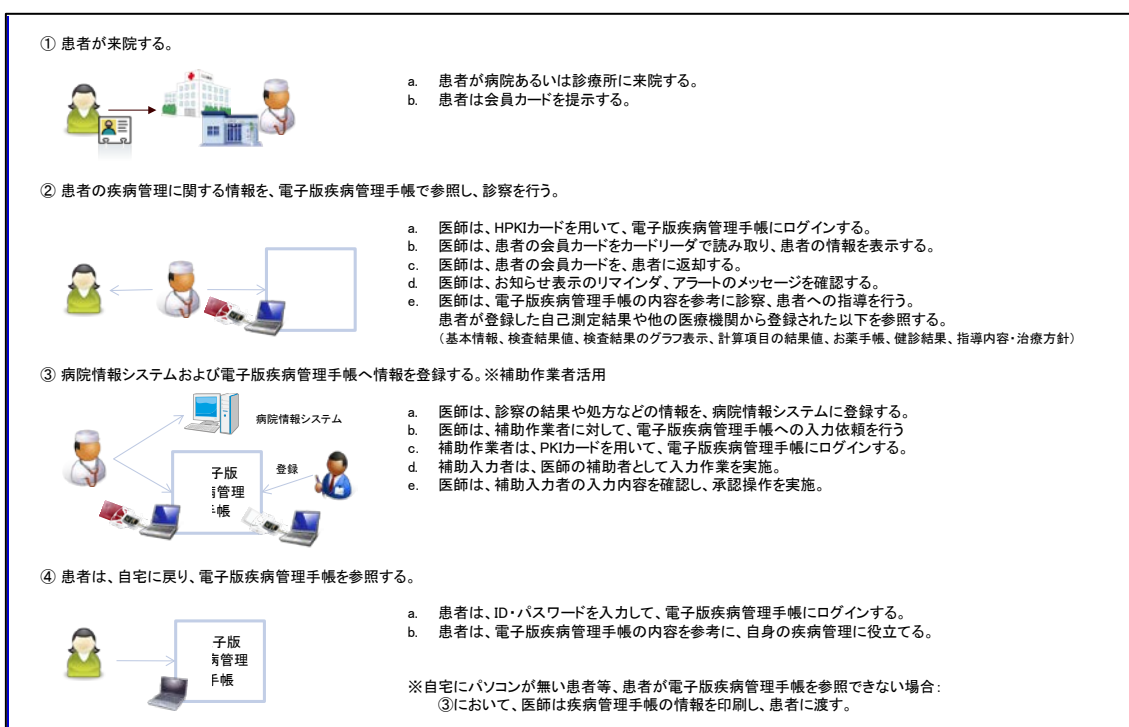 ① 患者が来院する。
a. 患者が病院あるいは診療所に来院する。
b. 患者は会員カードを提示する。
② 患者の疾病管理に関する情報を、電子版疾病管理手帳で参照し、診察を行う。
a. 医師は、HPKIカードを用いて、電子版疾病管理手帳にログインする。
b. 医師は、患者の会員カードをカードリーダで読み取り、患者の情報を表示する。
c. 医師は、患者の会員カードを、患者に返却する。
d. 医師は、お知らせ表示のリマインダ、アラートのメッセージを確認する。
e. 医師は、電子版疾病管理手帳の内容を参考に診察、患者への指導を行う。
患者が登録した自己測定結果や他の医療機関から登録された以下を参照する。
（基本情報、検査結果値、検査結果のグラフ表示、計算項目の結果値、お薬手帳、健診結果、指導内容・治療方針）
③ 病院情報システムおよび電子版疾病管理手帳へ情報を登録する。※補助作業者活用
病院情報システム
子版
管理
手帳
登録
a. 医師は、診察の結果や処方などの情報を、病院情報システムに登録する。
b. 医師は、補助作業者に対して、電子版疾病管理手帳への入力依頼を行う
c. 補助作業者は、PKIカードを用いて、電子版疾病管理手帳にログインする。
d. 補助入力者は、医師の補助者として入力作業を実施。
e. 医師は、補助入力者の入力内容を確認し、承認操作を実施。
④ 患者は、自宅に戻り、電子版疾病管理手帳を参照する。
子版
管理
手帳
a. 患者は、ID・パスワードを入力して、電子版疾病管理手帳にログインする。
b. 患者は、電子版疾病管理手帳の内容を参考に、自身の疾病管理に役立てる。
※自宅にパソコンが無い患者等、患者が電子版疾病管理手帳を参照できない場合：
③において、医師は疾病管理手帳の情報を印刷し、患者に渡す。